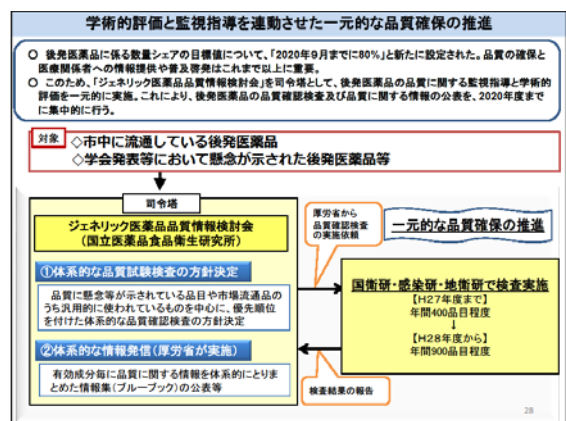 学術的評価と監視指導を連動させた一元的な品質確保の推進
○ 後発医薬品に係る数量シェアの目標値について、「2020年9月までに80%」と新たに設定された。品質の確保と
医療関係者への情報提供や普及啓発はこれまで以上に重要。
○ このため、「ジェネリック医薬品品質情報検討会」を司令塔として、後発医薬品の品質に関する監視指導と学術的
評価を一元的に実施。これにより、後発医薬品の品質確認検査及び品質に関する情報の公表を、2020年度まで
に集中的に行う。
対象
◇市中に流通している後発医薬品
◇学会発表等において懸念が示された後発医薬品等
司令塔
ジェネリック医薬品品質情報検討会
(国立医薬品食品衛生研究所)
①体系的な品質試験検査の方針決定
品質に懸念等が示されている品目や市場流通品の
うち汎用的に使われているものを中心に、優先順位
を付けた体系的な品質確認検査の方針決定
②体系的な情報発信(厚労省が実施)
有効成分毎に品質に関する情報を体系的にとりま
とめた情報集(ブルーブック)の公表等
厚労省から
品質確認検査
の実施依頼
一元的な品質確保の推進
国衛研・感染研・地衛研で検査実施
【H27年度まで】
年間400品目程度
↓
【H28年度から】
年間900品目程度
検査結果の報告
28